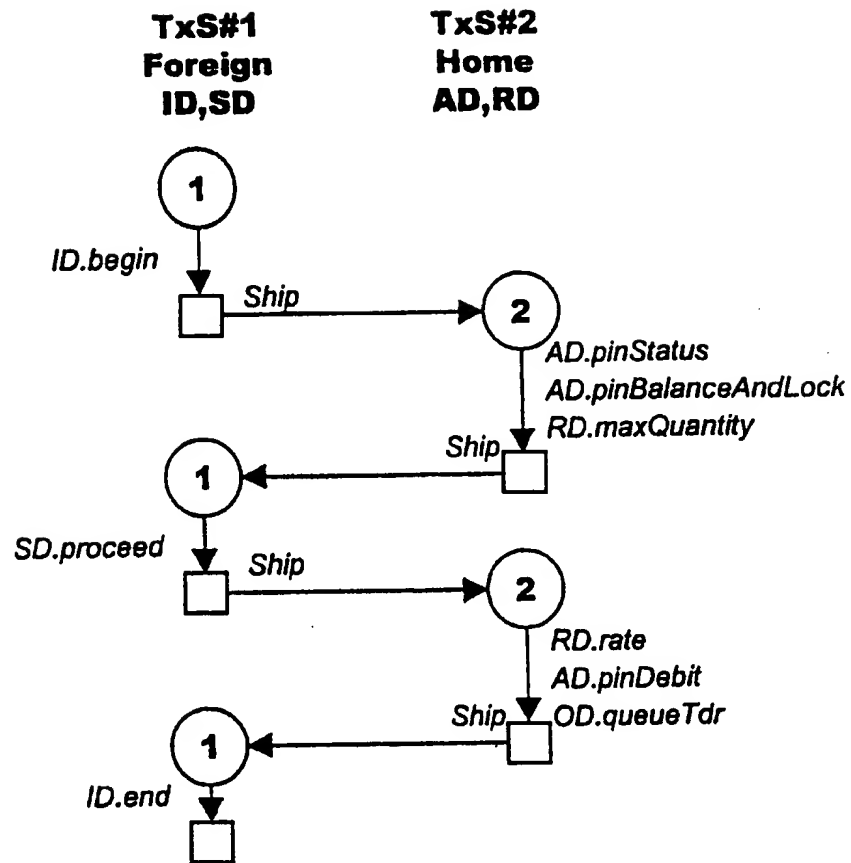 TxS#1
Foreign
ID,SD
TxS#2
Home
AD,RD
1
ID.begin
Ship
2
AD.pinStatus
AD.pinBalanceAndLock
RD.maxQuantity
Ship
1
SD.proceed
Ship
2
RD.rate
AD.pinDebit
OD.queueTdr
Ship
1
ID.end